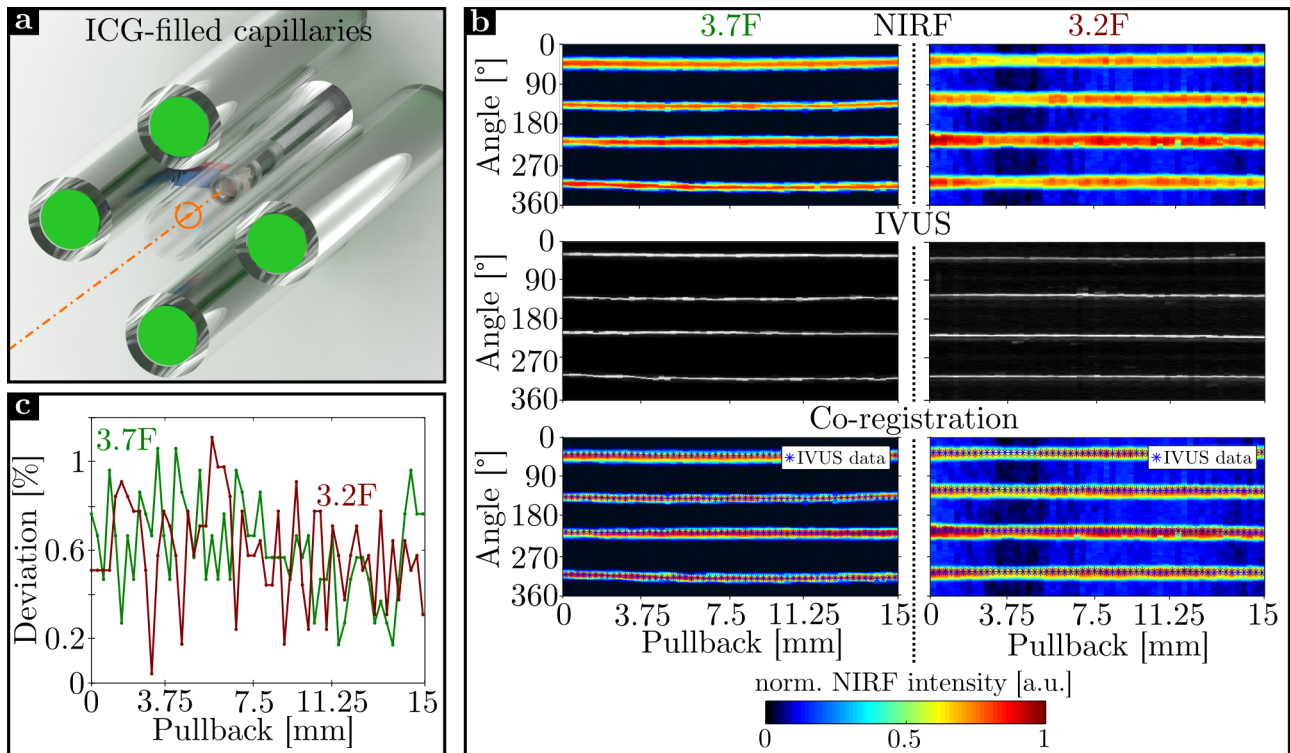 a
ICG-filled capillaries
b
3.7F NIRF 3.2F
0
90
180
270
360
Angle [°]
IVUS
0
90
180
270
360
Angle [°]
Co-registration
0
90
180
270
360
Angle [°]
*IVUS data
*IVUS data
0 3.75 7.5 11.25 15
0 3.75 7.5 11.25 15
Pullback [mm]
Pullback [mm]
norm. NIRF intensity [a.u.]
0 0.5 1
c
3.7F
3.2F
1
0.6
0.2
0
Deviation [%]
0 3.75 7.5 11.25 15
Pullback [mm]